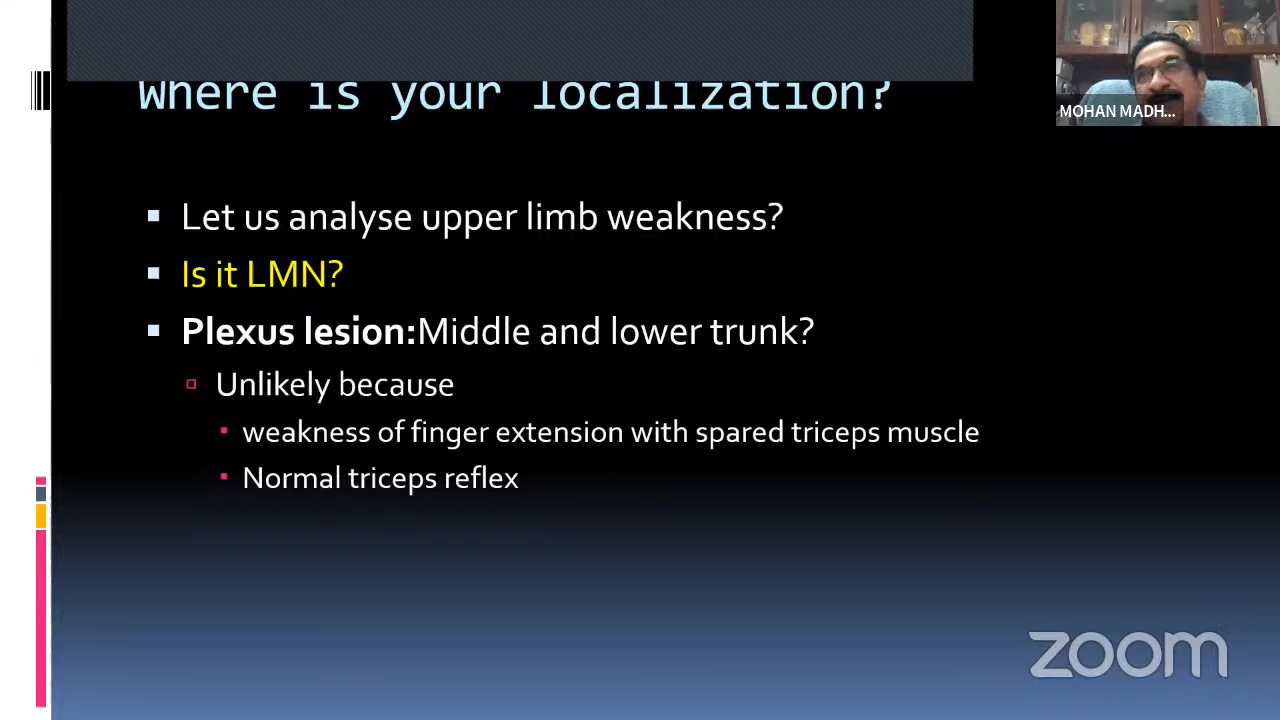 Where is your localization?
MOHAN MADH...
Let us analyse upper limb weakness?
Is it LMN?
Plexus lesion:Middle and lower trunk?
Unlikely because
weakness of finger extension with spared triceps muscle
Normal triceps reflex
zoom